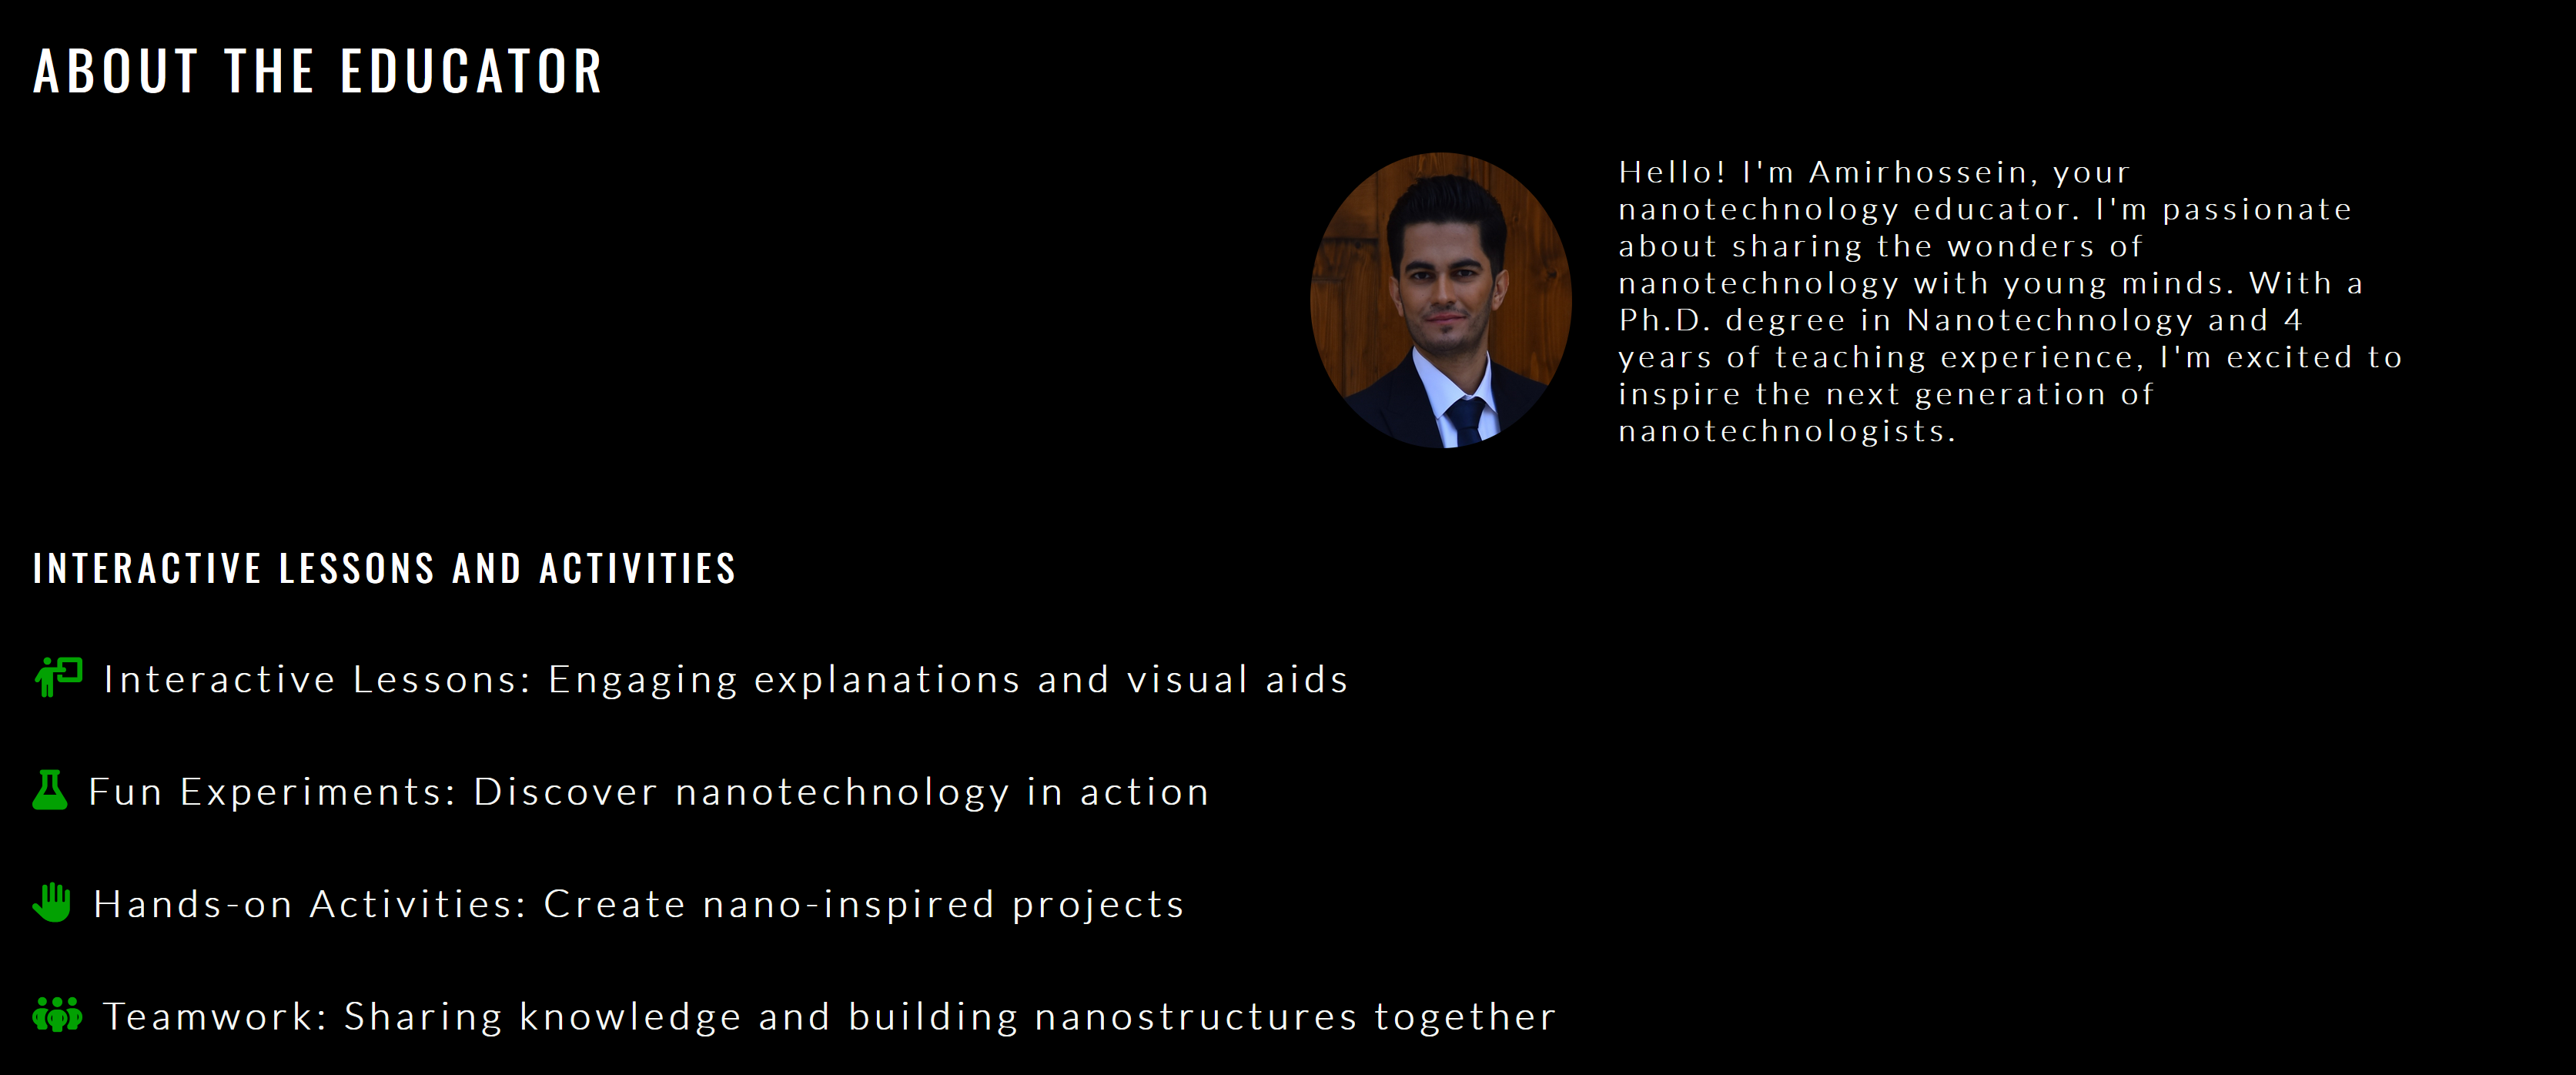 ABOUT THE EDUCATOR
Hello! I'm Amirhossein, your
nanotechnology educator. I'm passionate
about sharing the wonders of
nanotechnology with young minds. With a
Ph.D. degree in Nanotechnology and 4
years of teaching experience, I'm excited to
inspire the next generation of
nanotechnologists.
INTERACTIVE LESSONS AND ACTIVITIES
Interactive Lessons: Engaging explanations and visual aids
Fun Experiments: Discover nanotechnology in action
Hands-on Activities: Create nano-inspired projects
Teamwork: Sharing knowledge and building nanostructures together